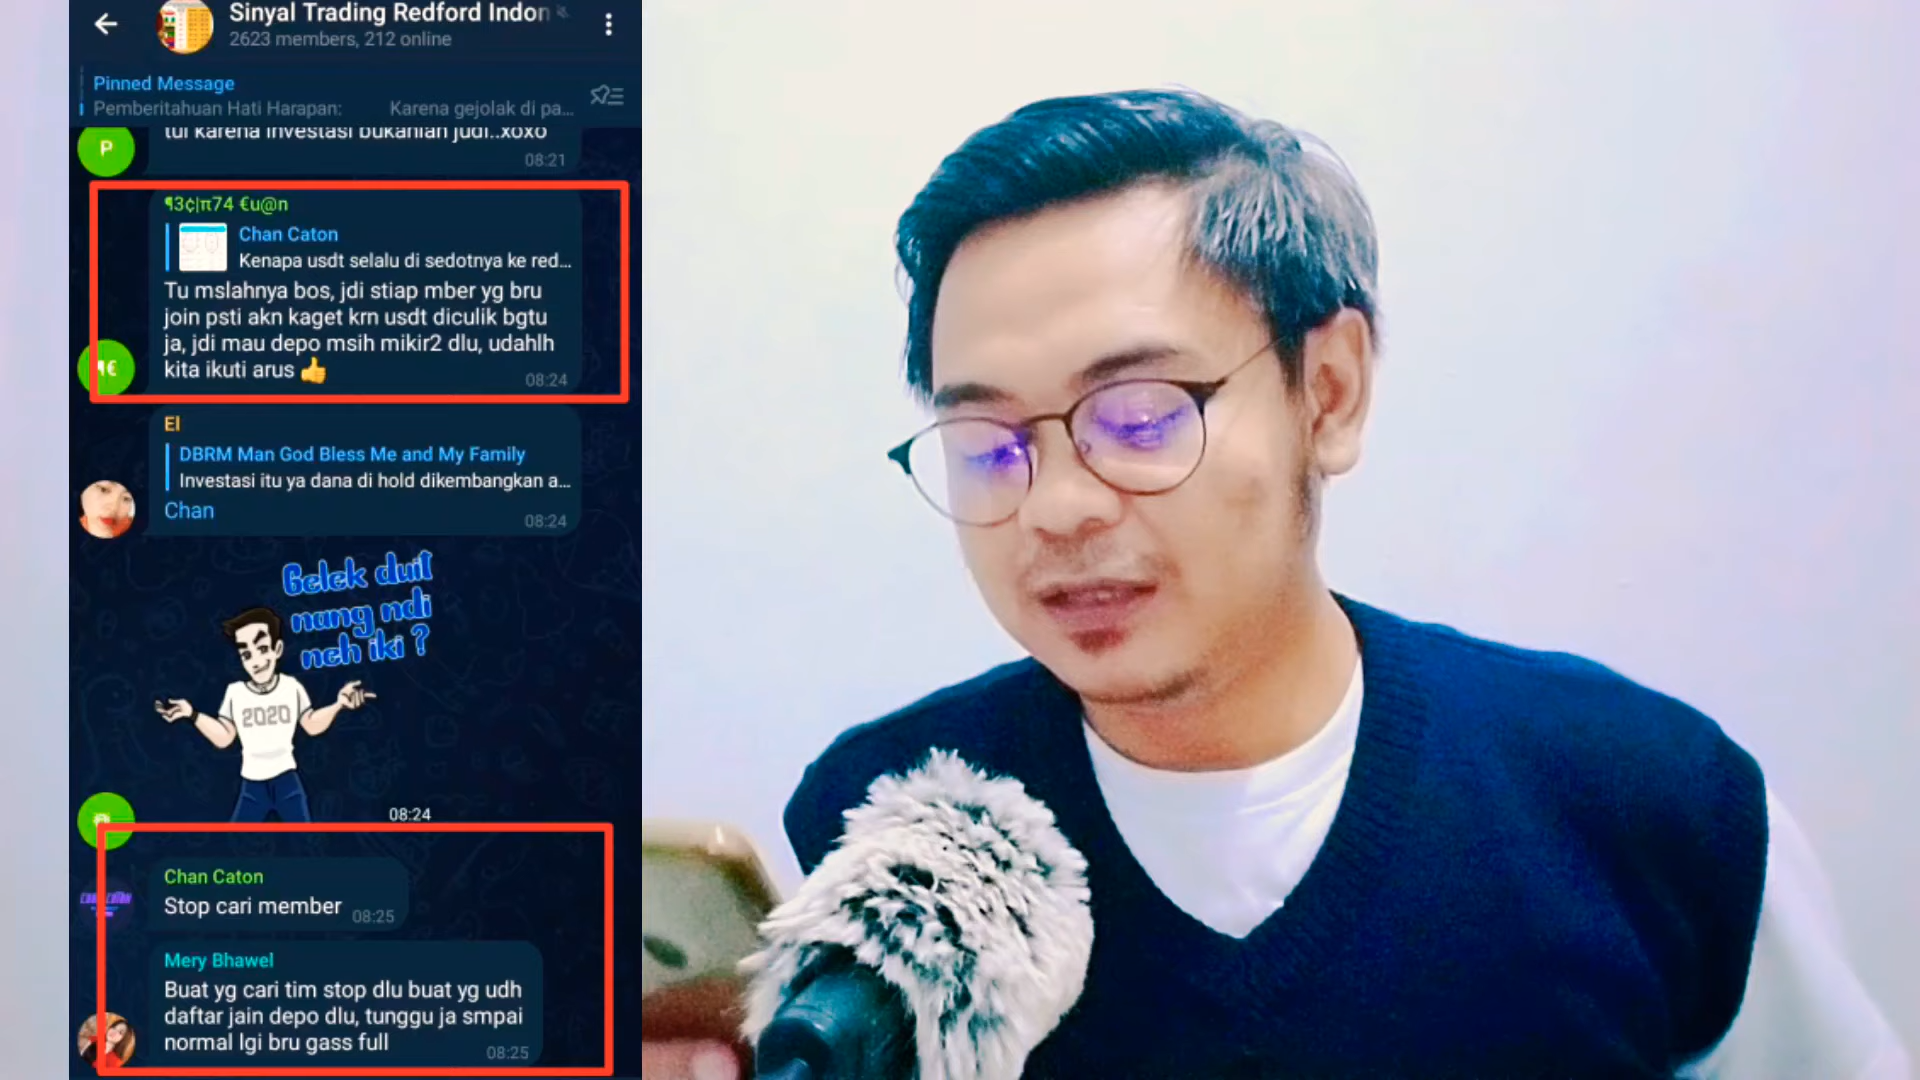 Sinyal Trading Redford Indon
2623 members, 212 online
Pinned Message
Pemberitahuan Hati Harapan: Karena gejolak di pa...
tui karena investasi bukanlah judi..xoxo
P
08:21
¶3¢|π74 €u@n
Chan Caton
Kenapa usdt selalu di sedotnya ke red...
Tu mslahnya bos, jdi stiap mber yg bru
join psti akn kaget krn usdt diculik bgtu
ja, jdi mau depo msih mikir2 dlu, udahlh
kita ikuti arus 👍
08:24
El
DBRM Man God Bless Me and My Family
Investasi itu ya dana di hold dikembangkan a...
Chan
08:24
Gelek duit
nang ndi
neh iki ?
2020
08:24
Chan Caton
Stop cari member
08:25
Mery Bhawel
Buat yg cari tim stop dlu buat yg udh
daftar jain depo dlu, tunggu ja smpai
normal lgi bru gass full
08:25